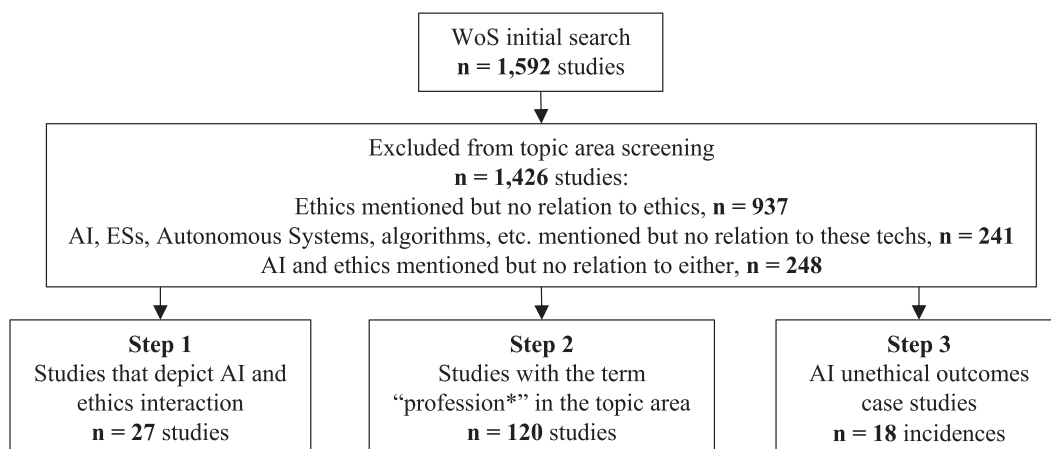 WoS initial search
n = 1,592 studies
Excluded from topic area screening
n = 1,426 studies:
Ethics mentioned but no relation to ethics, n = 937
AI, ESs, Autonomous Systems, algorithms, etc. mentioned but no relation to these techs, n = 241
AI and ethics mentioned but no relation to either, n = 248
Step 1
Studies that depict AI and
ethics interaction
n = 27 studies
Step 2
Studies with the term
“profession*” in the topic area
n = 120 studies
Step 3
AI unethical outcomes
case studies
n = 18 incidences